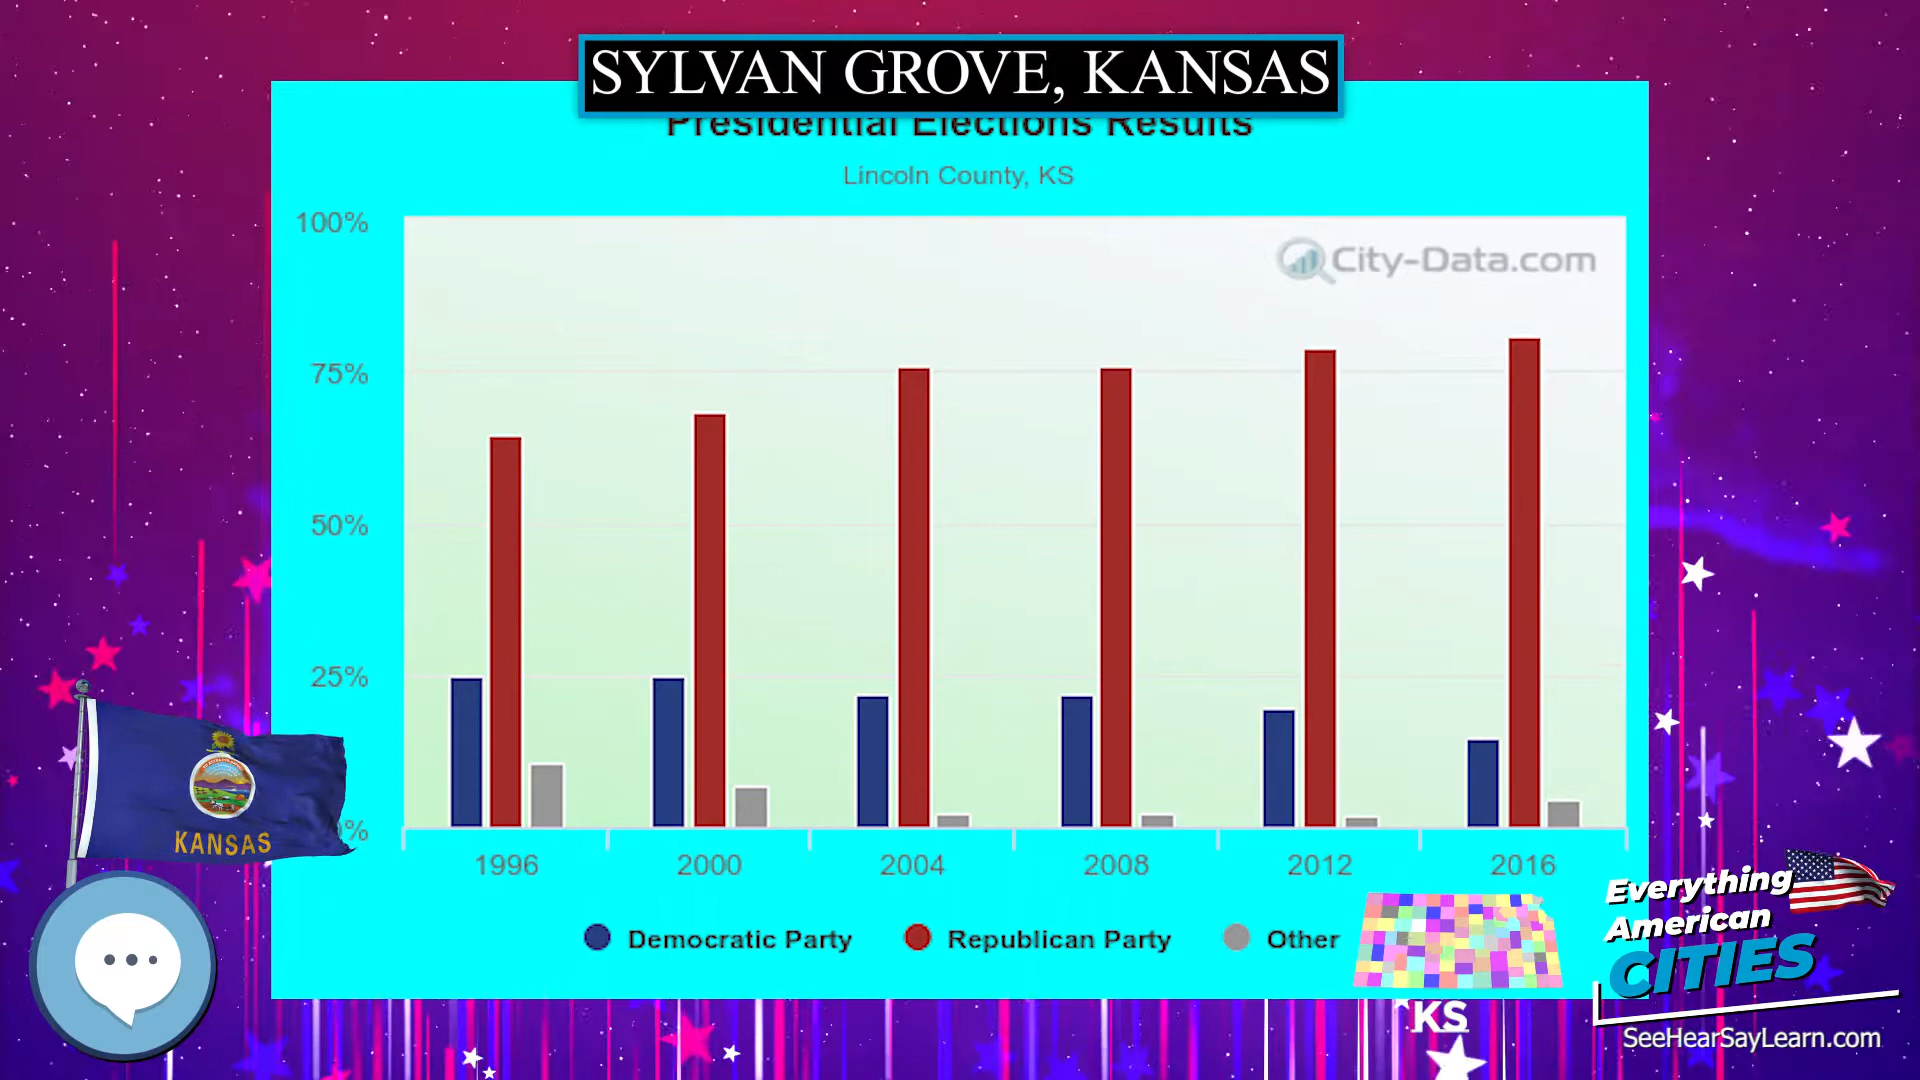 SYLVAN GROVE, KANSAS
Presidential Elections Results
Lincoln County, KS
100%
City-Data.com
75%
50%
25%
%
1996 2000 2004 2008 2012 2016
Democratic Party Republican Party Other
KANSAS
Everything
American
CITIES
KS
SeeHearSayLearn.com